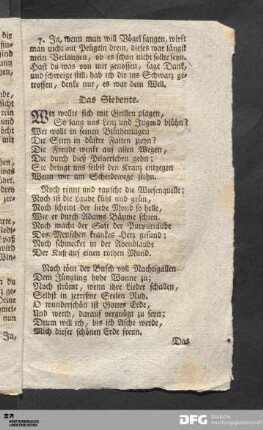 7. Ja, wenn man will Vögel fangen, wirft
man nicht mit Prügeln drein, dieses war längst
mein Verlangen, ob es schon nicht sollte seyn.
Hast du was von mir genossen, sage Dank,
und schweige still, hab ich dir ins Schwarz ge-
troffen, denke nur, es war dein Will.
Das Siebente.
Wer wollte sich mit Grillen plagen,
So lang uns Lenz und Jugend blühn?
Wer wollt in seinen Blüthentagen
Die Stirn in düstre Falten ziehn?
Die Freude winkt auf allen Wegen,
Die durch dieß Pilgerleben gehn;
Sie bringt uns selbst den Kranz entgegen
Wenn wir am Scheidewege stehn.
Noch rinnt und rauscht die Wiesenquelle;
Noch ist die Laube kühl und grün,
Noch scheint der liebe Mond so helle,
Wie er durch Adams Bäume schien.
Noch macht der Saft der Purpurtraube
Des Menschen krankes Herz gesund;
Noch schmecket in der Abendlaube
Der Kuß auf einen rothen Mund.
Noch tönt der Busch voll Nachtigallen
Dem Jüngling hohe Wonne zu;
Noch strömt, wenn ihre Lieder schallen,
Selbst in zerrißne Seelen Ruh.
O wunderschön ist Gottes Erde,
Und werth, darauf vergnügt zu seyn;
Drum will ich, bis ich Asche werde,
Mich dieser schönen Erde freun.
Das
Ja,
DFG Deutsche
Forschungsgemeinschaft